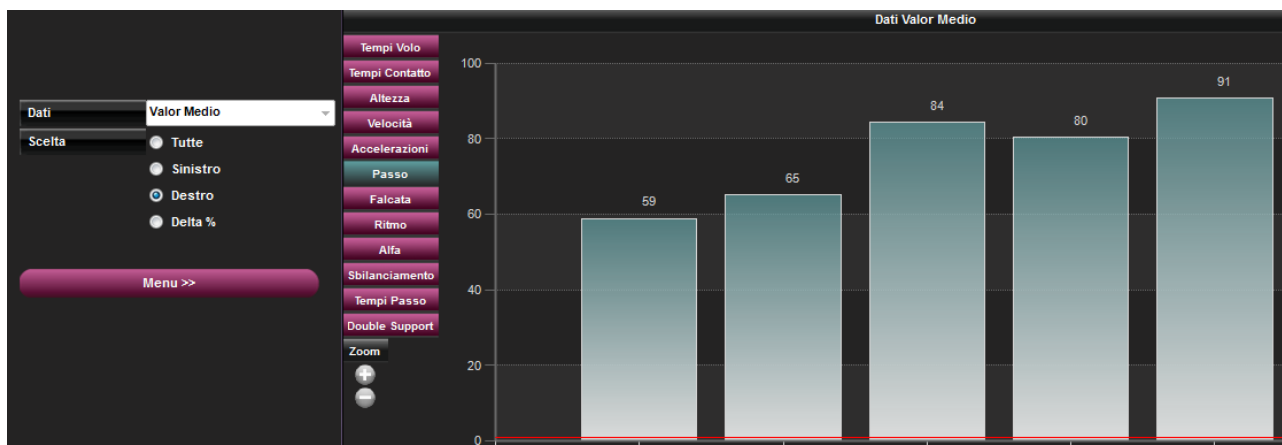 Dati Valor Medio
Dati
Valor Medio
Scelta
Tutte
Sinistro
Destro
Delta %
Menu >>
Tempi Volo
Tempi Contatto
Altezza
Velocità
Accelerazioni
Passo
Falcata
Ritmo
Alfa
Sbilanciamento
Tempi Passo
Double Support
Zoom
100
80
60
40
20
0
59
65
84
80
91